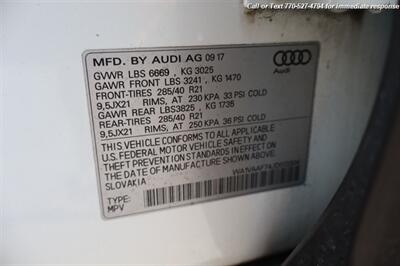 Call or Text 770-527-4794 for immediate response
MFD. BY AUDI AG 09 17
Audi
GVWR LBS 6669 , KG 3025
GAWR FRONT LBS 3241 , KG 1470
FRONT-TIRES 285/40 R21
9,5JX21 RIMS, AT 230 KPA 33 PSI COLD
GAWR REAR LBS3825 , KG 1735
REAR-TIRES 285/40 R21
9,5JX21 RIMS, AT 250 KPA 36 PSI COLD
THIS VEHICLE CONFORMS TO ALL APPLICABLE
U.S. FEDERAL MOTOR VEHICLE SAFETY AND
THEFT PREVENTION STANDARDS IN EFFECT ON
THE DATE OF MANUFACTURE SHOWN ABOVE.
SLOVAKIA
TYPE:
MPV